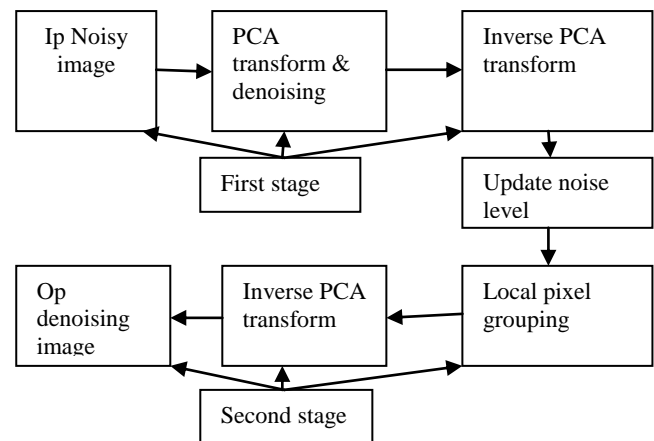 Ip Noisy
image
PCA
transform &
denoising
Inverse PCA
transform
First stage
Update noise
level
Op
denoising
image
Inverse PCA
transform
Local pixel
grouping
Second stage